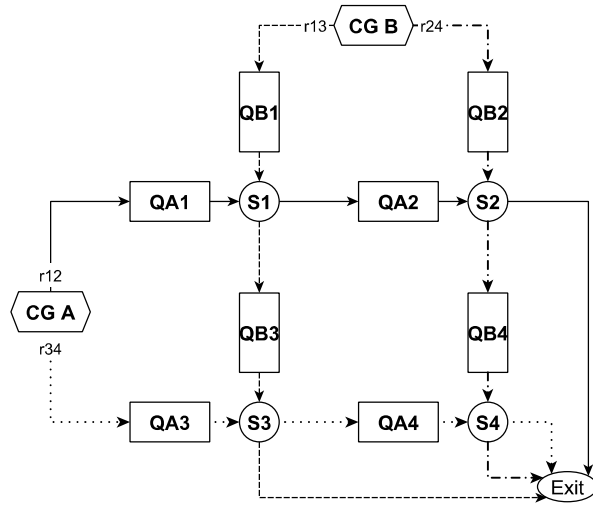 r13 CG B r24
QB1 QB2
QA1 S1 QA2 S2
r12
CG A
QB3 QB4
r34
QA3 S3 QA4 S4
Exit